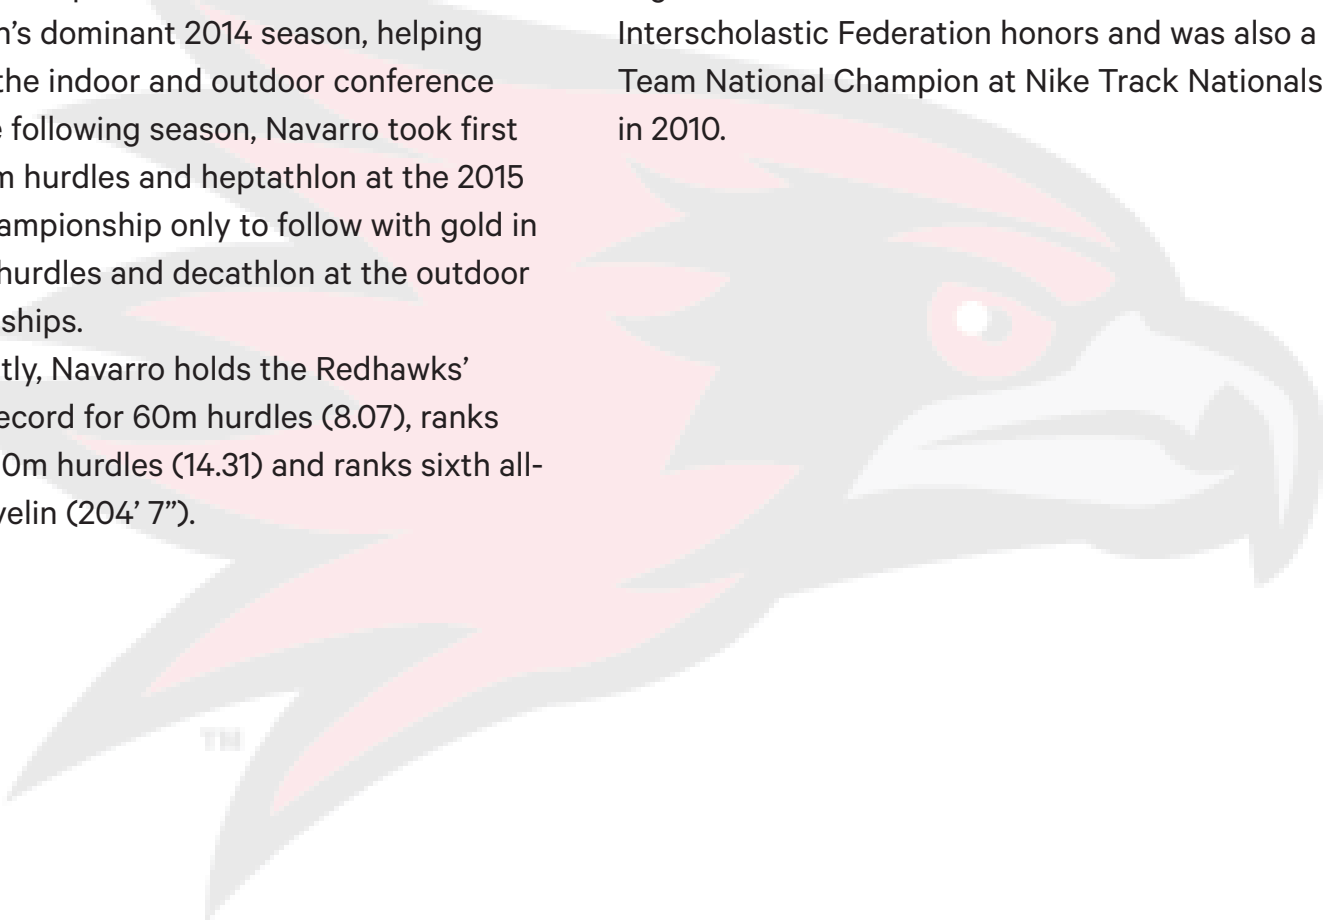 n’s dominant 2014 season, helping
the indoor and outdoor conference
e following season, Navarro took first
m hurdles and heptathlon at the 2015
ampionship only to follow with gold in
hurdles and decathlon at the outdoor
ships.
tly, Navarro holds the Redhawks’
ecord for 60m hurdles (8.07), ranks
0m hurdles (14.31) and ranks sixth all-
velin (204’ 7”).
Interscholastic Federation honors and was also a
Team National Champion at Nike Track Nationals
in 2010.
TM